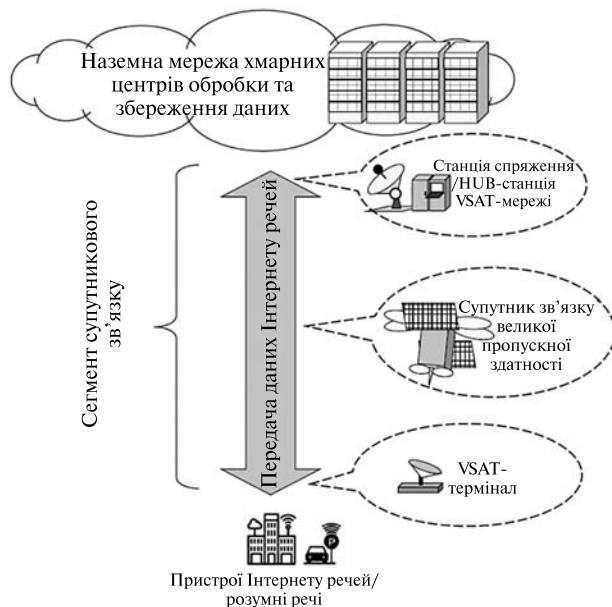 Наземна мережа хмарних
центрів обробки та
збереження даних
Станція спряження
/HUB-станція
VSAT-мережі
Сегмент супутникового
зв’язку
Передача даних Інтернету речей
Супутник зв’язку
великої
пропускної
здатності
VSAT-
термінал
P
Пристрої Інтернету речей/
розумні речі